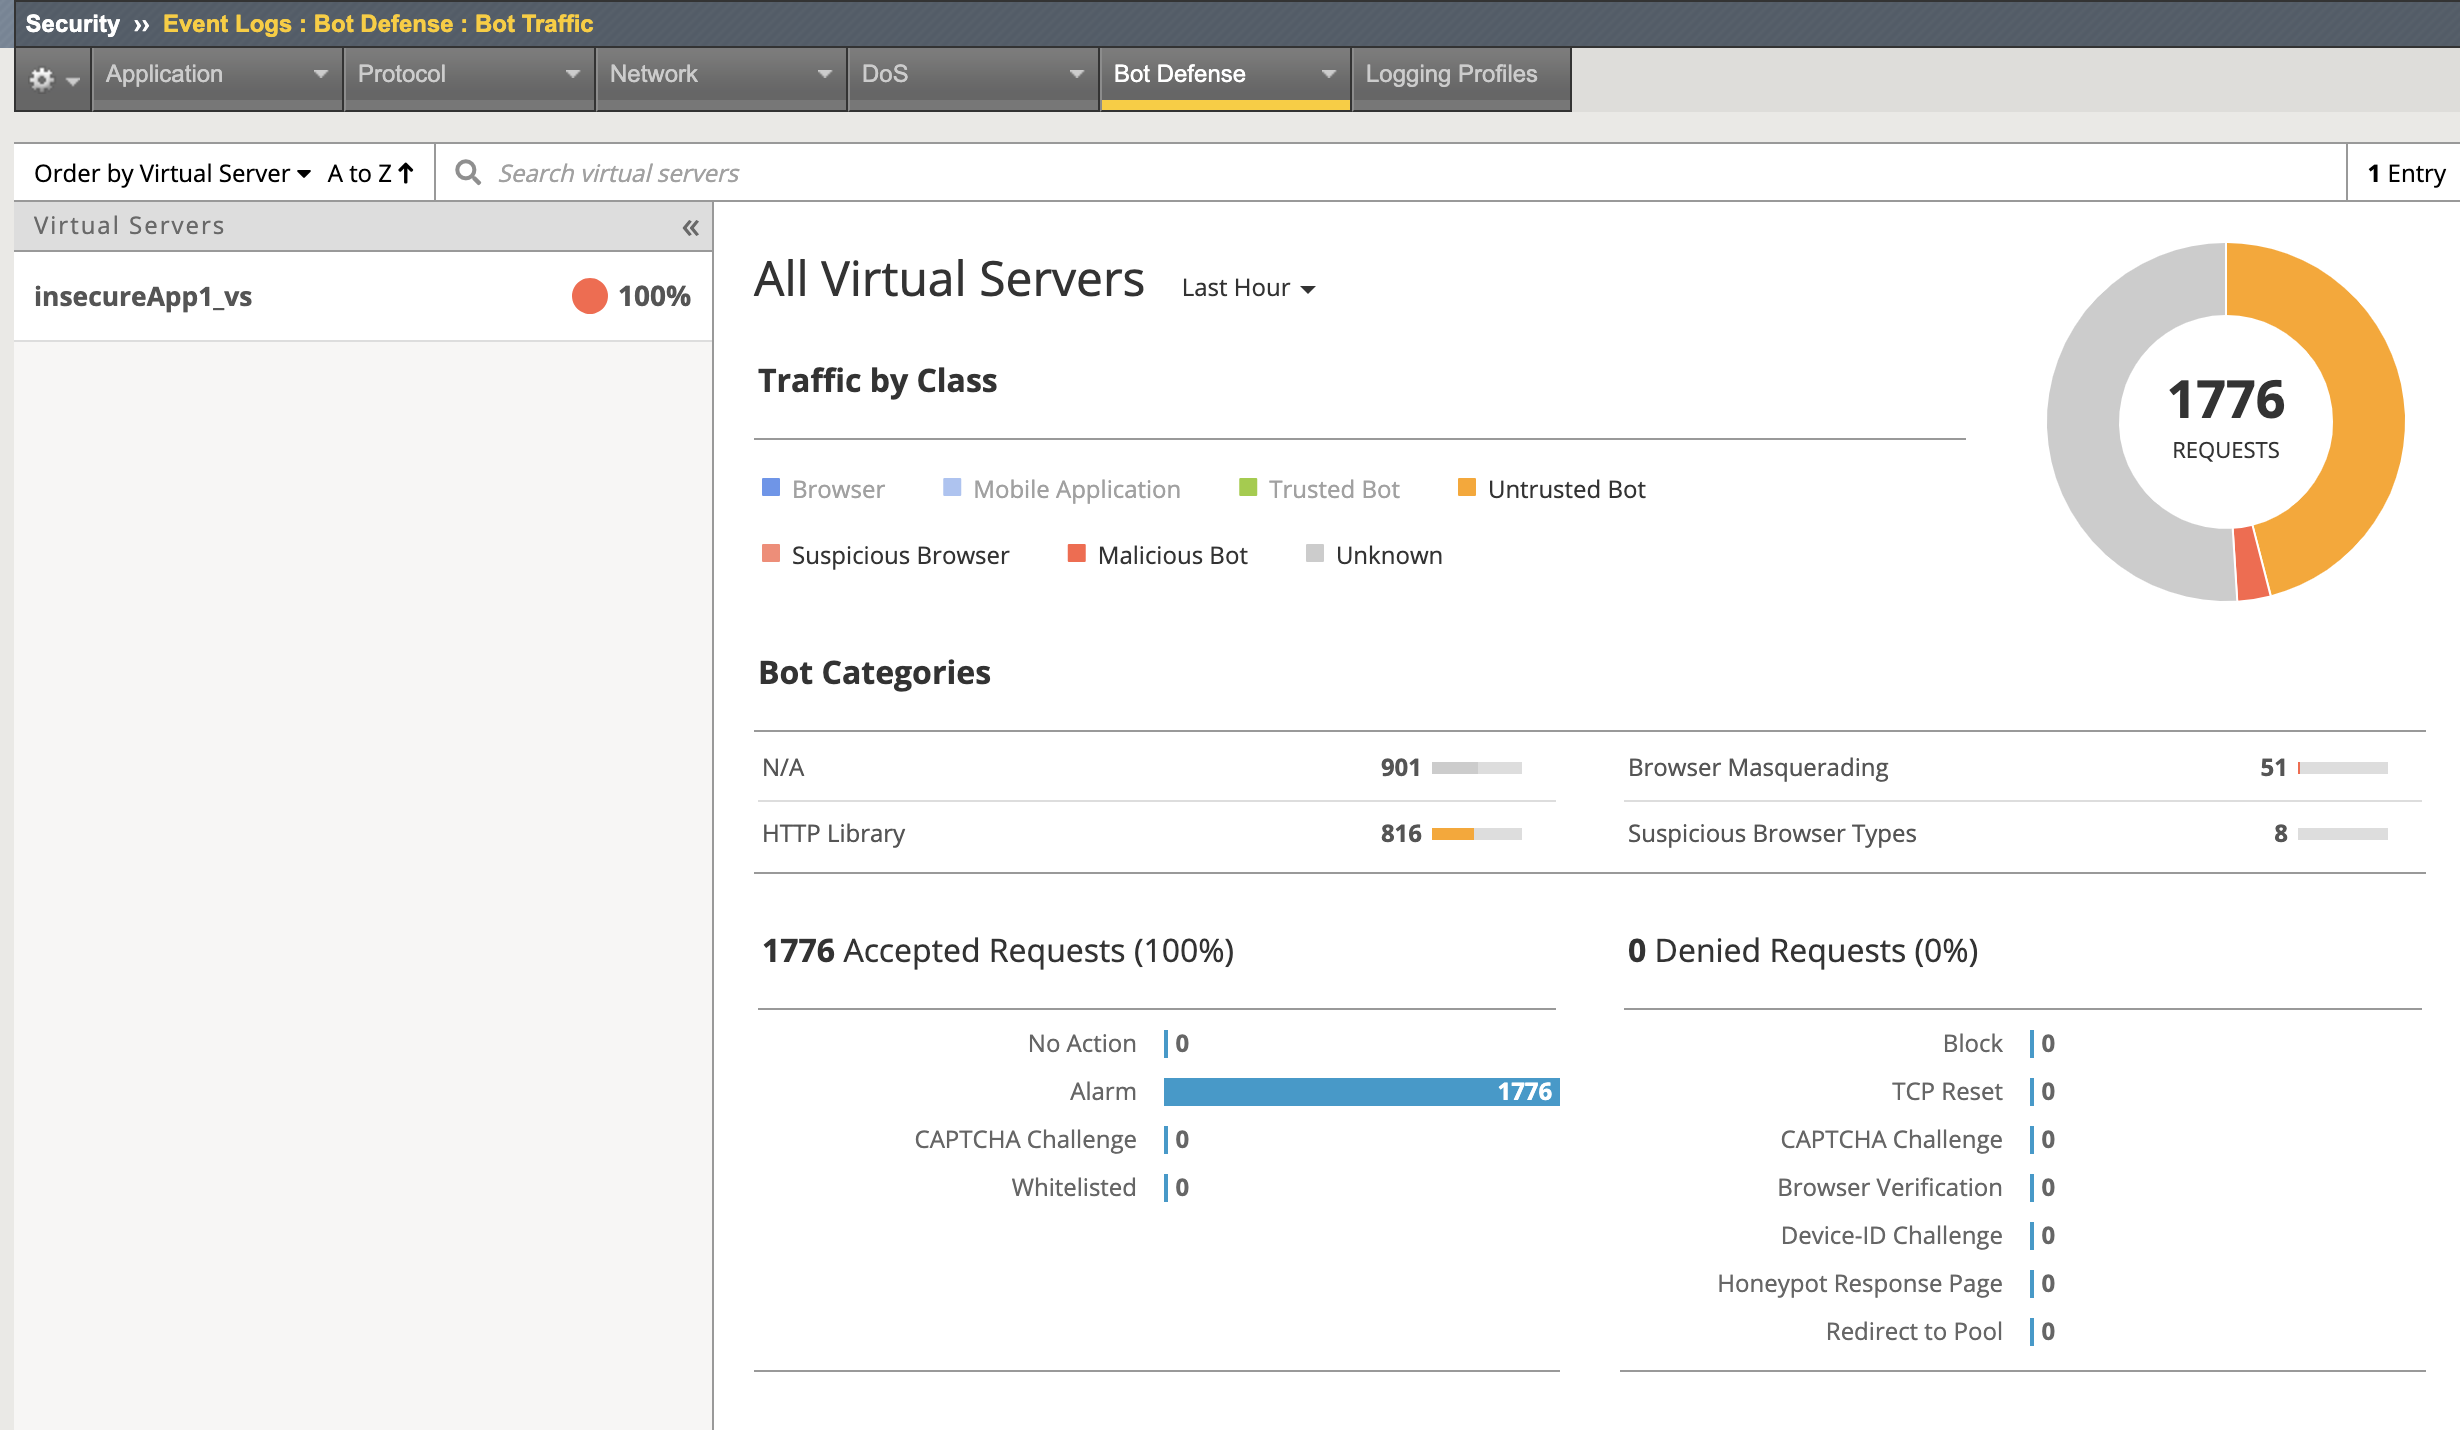 Security ›› Event Logs : Bot Defense : Bot Traffic
Application Protocol Network DoS Bot Defense Logging Profiles
Order by Virtual Server A to Z Search virtual servers 1 Entry
Virtual Servers «
insecureApp1_vs 100%
All Virtual Servers Last Hour
Traffic by Class
1776
REQUESTS
Browser Mobile Application Trusted Bot Untrusted Bot
Suspicious Browser Malicious Bot Unknown
Bot Categories
N/A 901 Browser Masquerading 51
HTTP Library 816 Suspicious Browser Types 8
1776 Accepted Requests (100%)
No Action 0
Alarm 1776
CAPTCHA Challenge 0
Whitelisted 0
0 Denied Requests (0%)
Block 0
TCP Reset 0
CAPTCHA Challenge 0
Browser Verification 0
Device-ID Challenge 0
Honeypot Response Page 0
Redirect to Pool 0